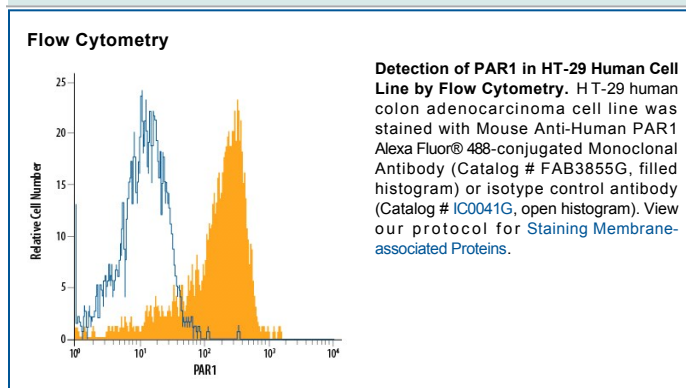 Flow Cytometry
Detection of PAR1 in HT-29 Human Cell
Line by Flow Cytometry. HT-29 human
colon adenocarcinoma cell line was
stained with Mouse Anti-Human PAR1
Alexa Fluor® 488-conjugated Monoclonal
Antibody (Catalog # FAB3855G, filled
histogram) or isotype control antibody
(Catalog # IC0041G, open histogram). View
our protocol for Staining Membrane-
associated Proteins.
Relative Cell Number
25
20
15
10
5
0
10⁰ 10¹ 10² 10³ 10⁴
PAR1